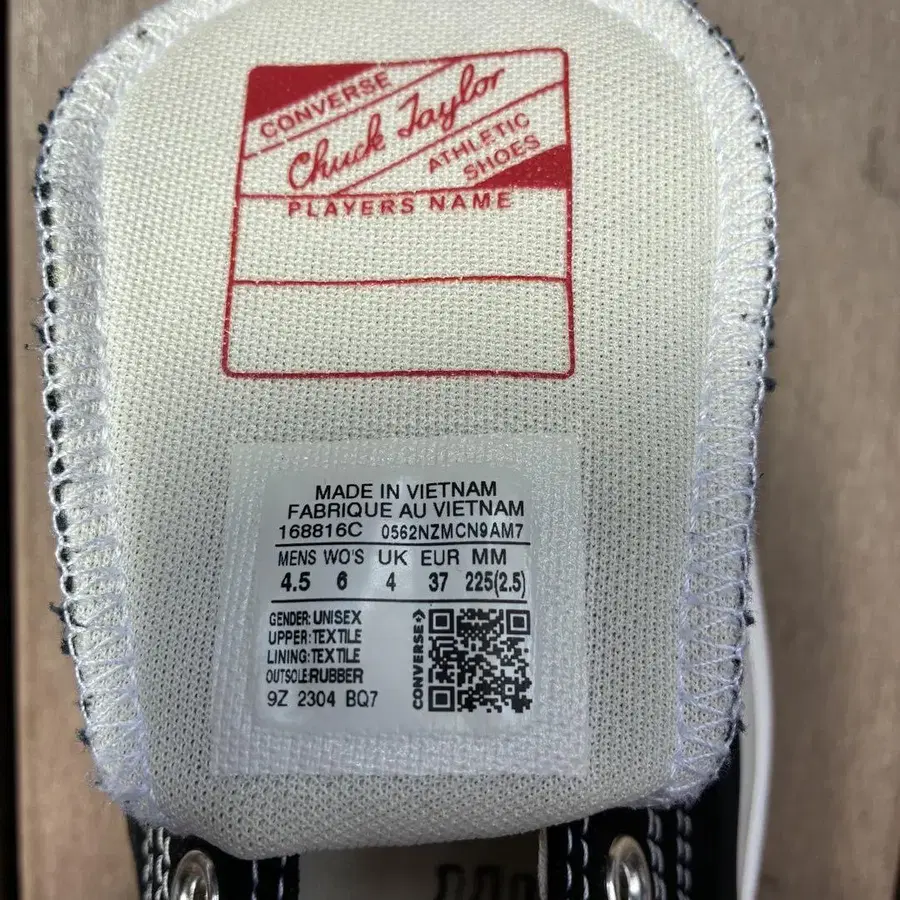 CONVERSE
Chuck Taylor
ATHLETIC
SHOES
PLAYERS NAME
MADE IN VIETNAM
FABRIQUE AU VIETNAM
168816C 0562NZMCN9AM7
MENS WO'S UK EUR MM
4.5 6 4 37 225(2.5)
GENDER: UNISEX
UPPER: TEXTILE
LINING: TEXTILE
OUTSOLE: RUBBER
9Z 2304 BQ7
CONVERSE